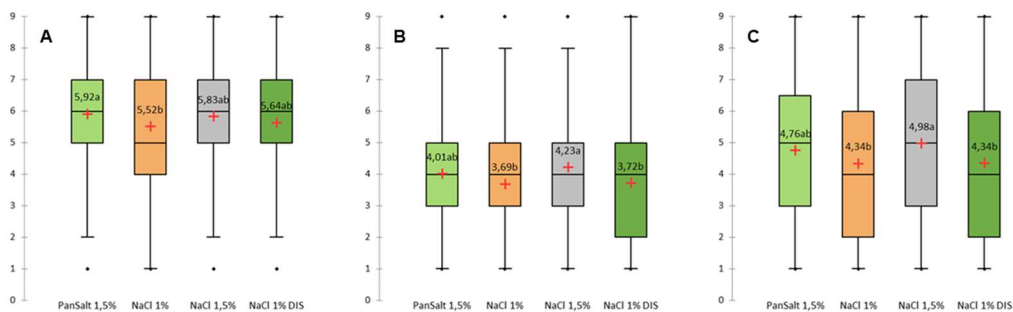 A
9
8
7
6
5
4
3
2
1
0
5,92a
5,52b
5,83ab
5,64ab
PanSalt 1,5% NaCl 1% NaCl 1,5% NaCl 1% DIS
B
9
8
7
6
5
4
3
2
1
0
4,01ab
3,69b
4,23a
3,72b
PanSalt 1,5% NaCl 1% NaCl 1,5% NaCl 1% DIS
C
9
8
7
6
5
4
3
2
1
0
4,76ab
4,34b
4,98a
4,34b
PanSalt 1,5% NaCl 1% NaCl 1,5% NaCl 1% DIS